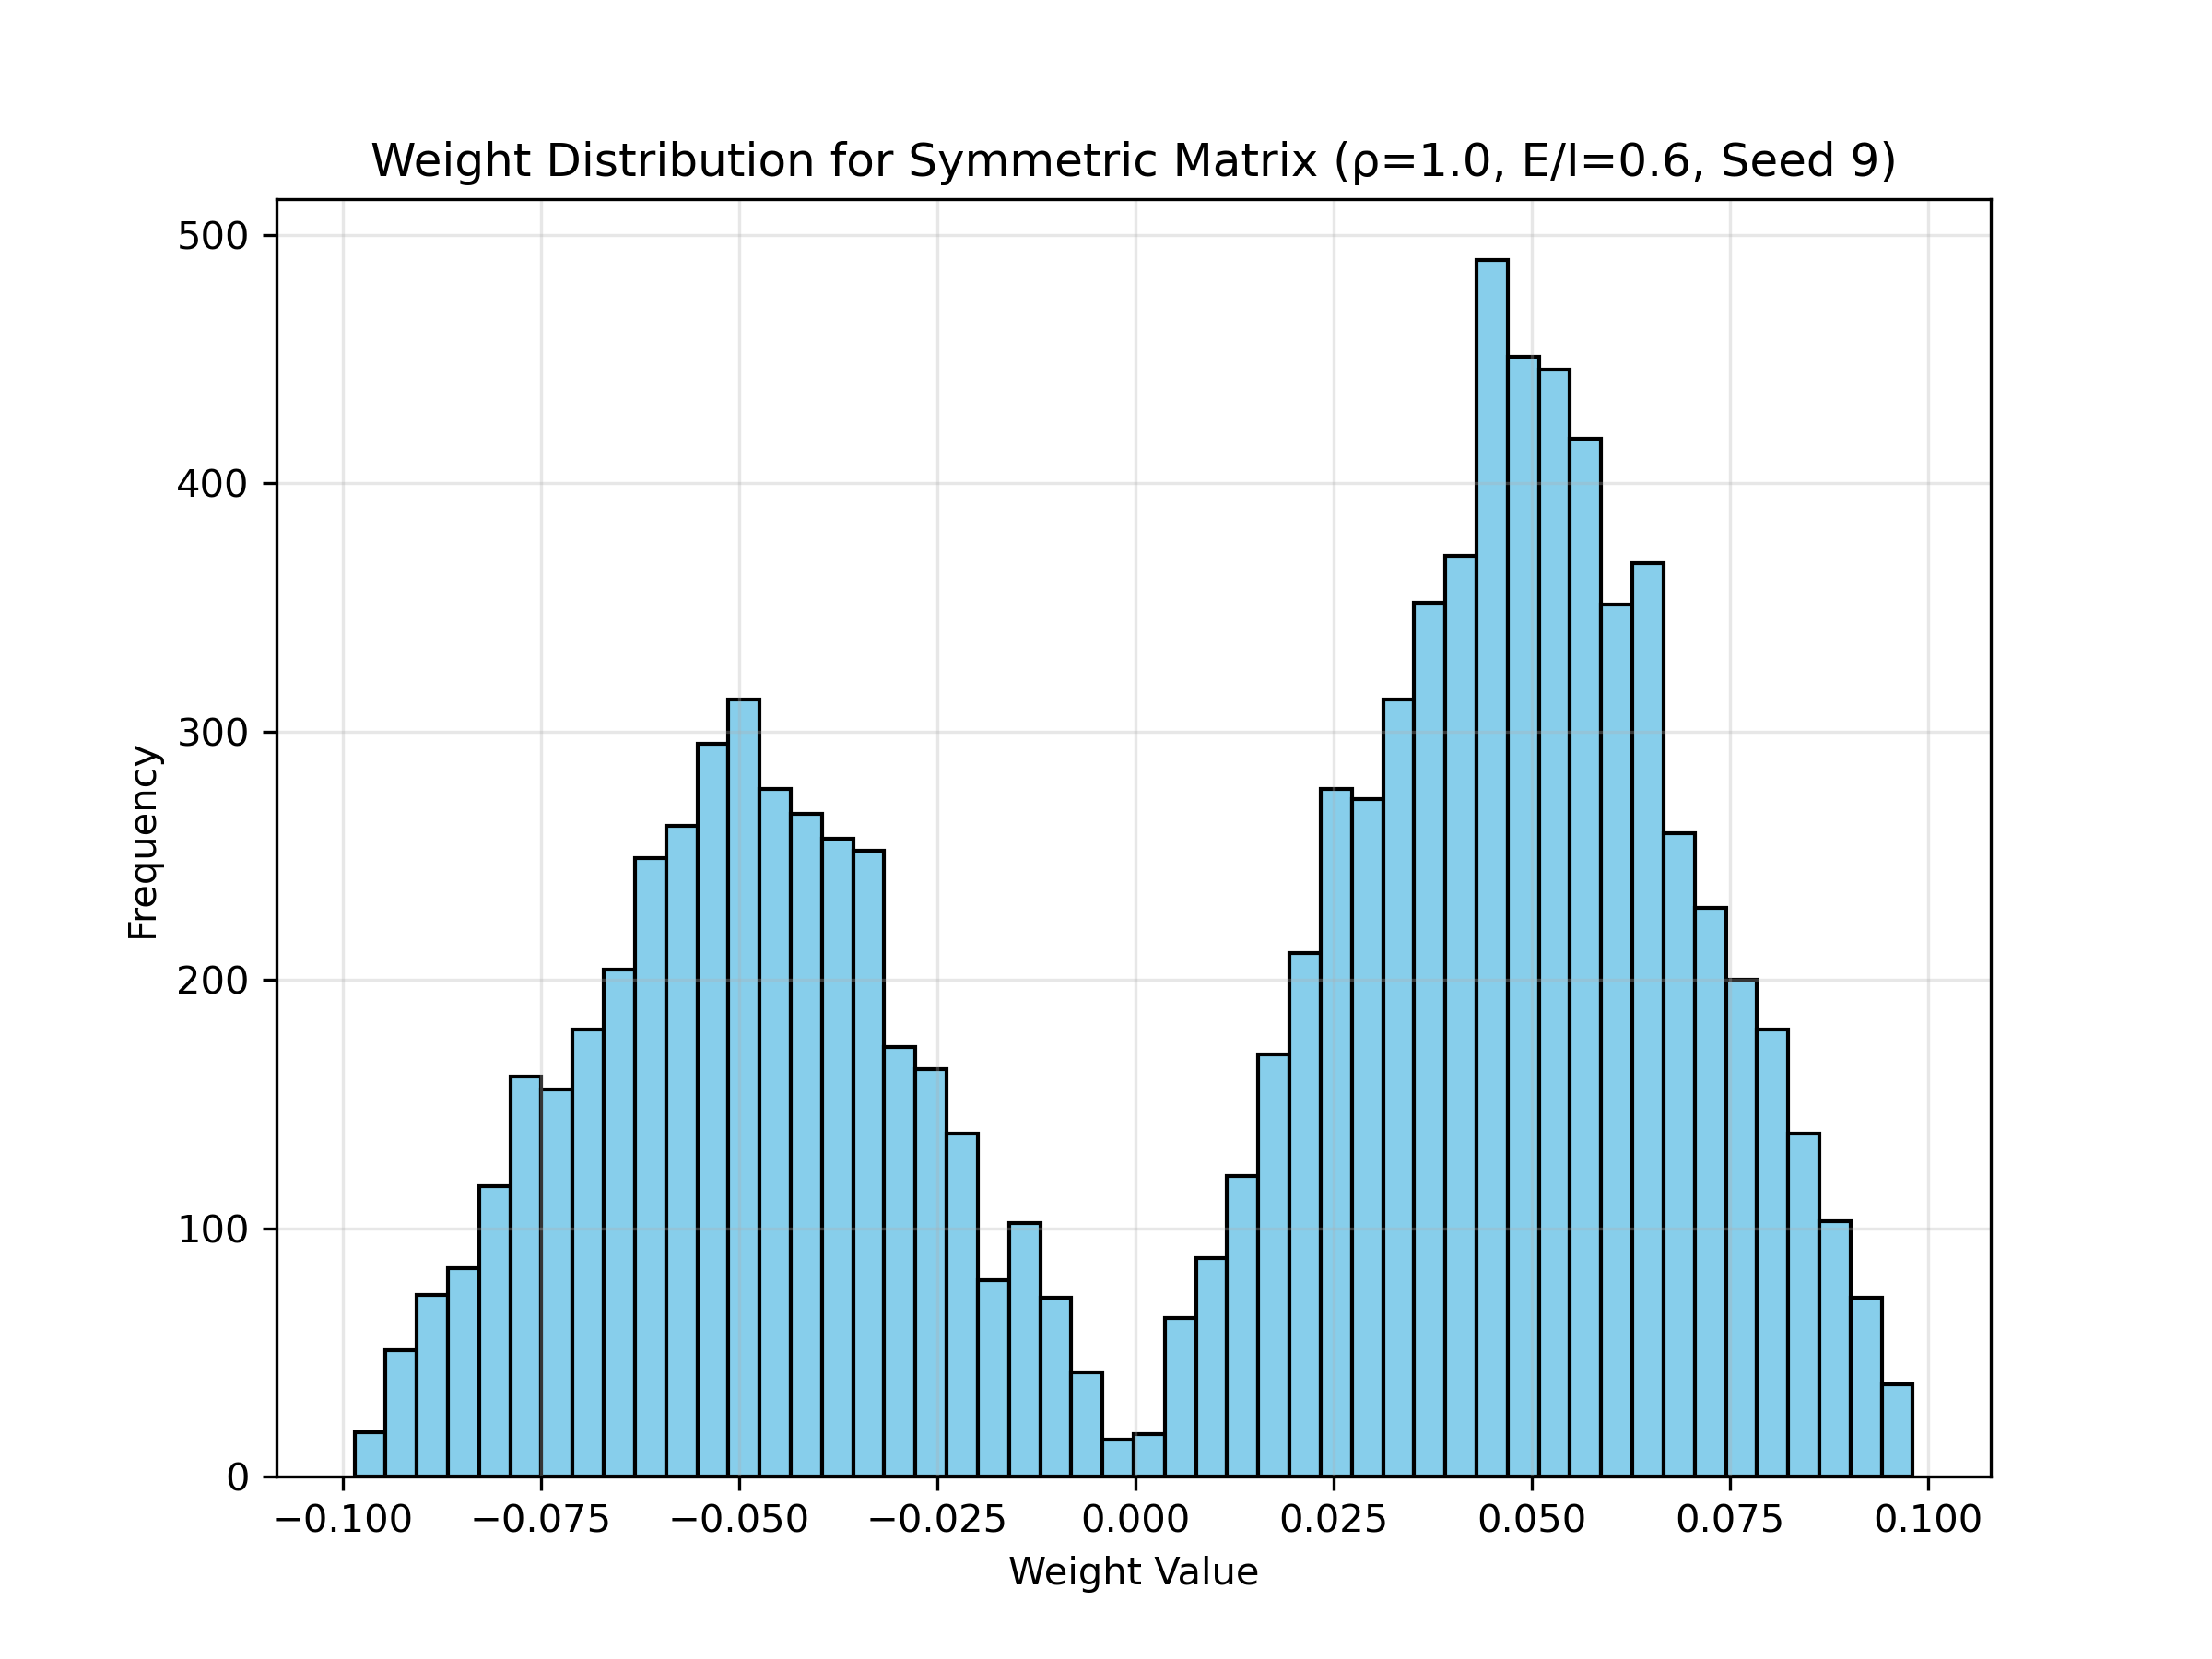 Weight Distribution for Symmetric Matrix (ρ=1.0, E/I=0.6, Seed 9)
500
400
300
200
100
0
Frequency
−0.100 −0.075 −0.050 −0.025 0.000 0.025 0.050 0.075 0.100
Weight Value